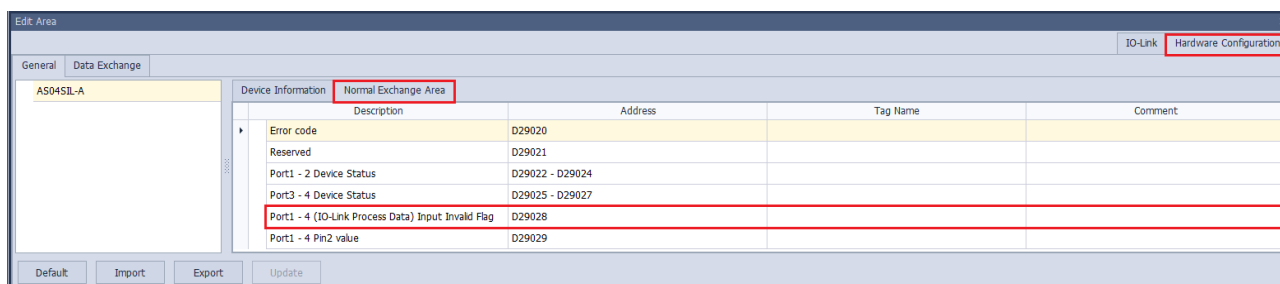 Edit Area
IO-Link Hardware Configuration
General Data Exchange
AS04SIL-A
Device Information Normal Exchange Area
Description Address Tag Name Comment
Error code D29020
Reserved D29021
Port1 - 2 Device Status D29022 - D29024
Port3 - 4 Device Status D29025 - D29027
Port1 - 4 (IO-Link Process Data) Input Invalid Flag D29028
Port1 - 4 Pin2 value D29029
Default Import Export Update